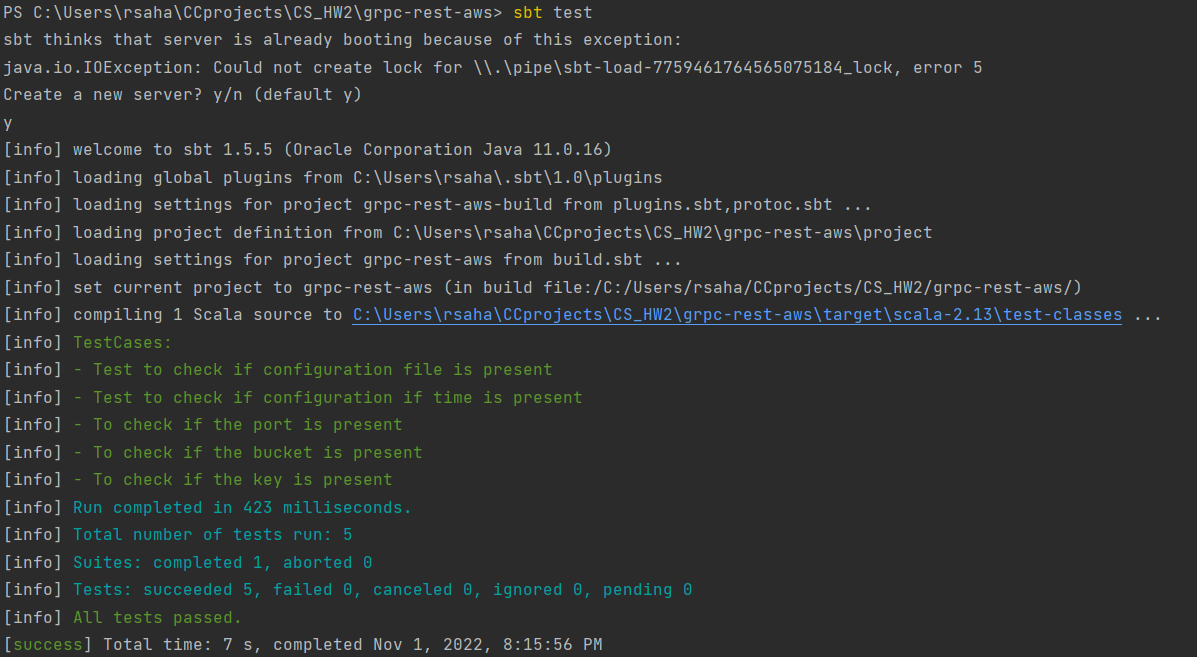 PS C:\Users\rsaha\CCprojects\CS_HW2\grpc-rest-aws> sbt test
sbt thinks that server is already booting because of this exception:
java.io.IOException: Could not create lock for \\.\pipe\sbt-load-7759461764565075184_lock, error 5
Create a new server? y/n (default y)
y
[info] welcome to sbt 1.5.5 (Oracle Corporation Java 11.0.16)
[info] loading global plugins from C:\Users\rsaha\.sbt\1.0\plugins
[info] loading settings for project grpc-rest-aws-build from plugins.sbt,protoc.sbt ...
[info] loading project definition from C:\Users\rsaha\CCprojects\CS_HW2\grpc-rest-aws\project
[info] loading settings for project grpc-rest-aws from build.sbt ...
[info] set current project to grpc-rest-aws (in build file:/C:/Users/rsaha/CCprojects/CS_HW2/grpc-rest-aws/)
[info] compiling 1 Scala source to C:\Users\rsaha\CCprojects\CS_HW2\grpc-rest-aws\target\scala-2.13\test-classes ...
[info] TestCases:
[info] - Test to check if configuration file is present
[info] - Test to check if configuration if time is present
[info] - To check if the port is present
[info] - To check if the bucket is present
[info] - To check if the key is present
[info] Run completed in 423 milliseconds.
[info] Total number of tests run: 5
[info] Suites: completed 1, aborted 0
[info] Tests: succeeded 5, failed 0, canceled 0, ignored 0, pending 0
[info] All tests passed.
[success] Total time: 7 s, completed Nov 1, 2022, 8:15:56 PM